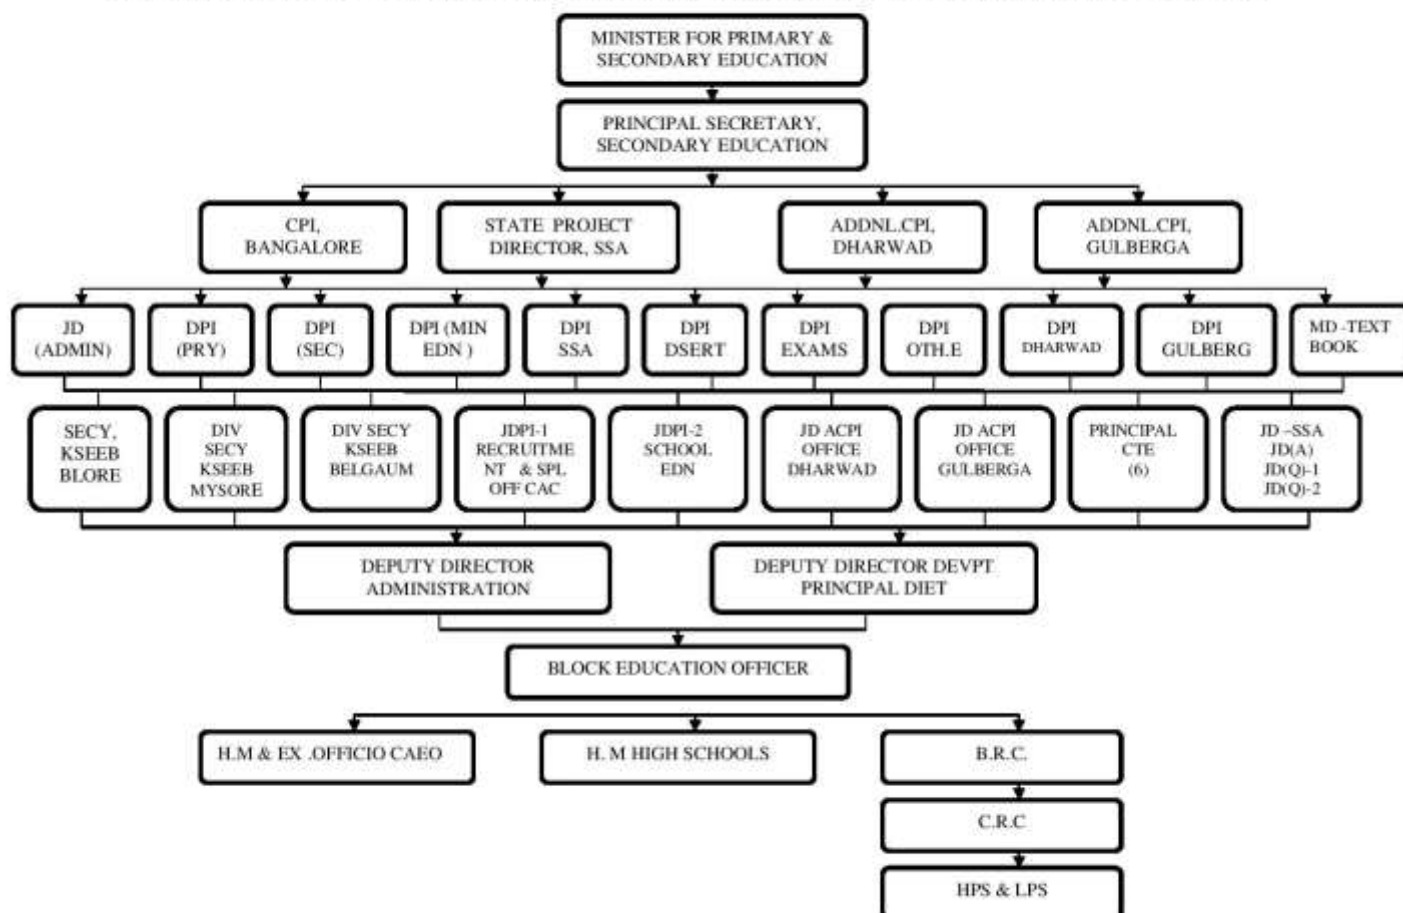 MINISTER FOR PRIMARY &
SECONDARY EDUCATION
PRINCIPAL SECRETARY,
SECONDARY EDUCATION
CPI,
BANGALORE
STATE PROJECT
DIRECTOR, SSA
ADDNL.CPI,
DHARWAD
ADDNL.CPI,
GULBERGA
JD
(ADMIN)
DPI
(PRY)
DPI
(SEC)
DPI (MIN
EDN )
DPI
SSA
DPI
DSERT
DPI
EXAMS
DPI
OTH.E
DPI
DHARWAD
DPI
GULBERG
MD -TEXT
BOOK
SECY,
KSEEB
BLORE
DIV
SECY
KSEEB
MYSORE
DIV SECY
KSEEB
BELGAUM
JDPI-1
RECRUITME
NT & SPL
OFF CAC
JDPI-2
SCHOOL
EDN
JD ACPI
OFFICE
DHARWAD
JD ACPI
OFFICE
GULBERGA
PRINCIPAL
CTE
(6)
JD –SSA
JD(A)
JD(Q)-1
JD(Q)-2
DEPUTY DIRECTOR
ADMINISTRATION
DEPUTY DIRECTOR DEVPT
PRINCIPAL DIET
BLOCK EDUCATION OFFICER
H.M & EX .OFFICIO CAEO
H. M HIGH SCHOOLS
B.R.C.
C.R.C
HPS & LPS